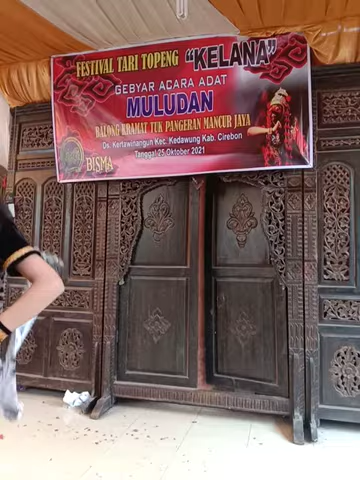 FESTIVAL TARI TOPENG "KELANA"
GEBYAR ACARA ADAT
MULUDAN
BALONG KRAMAT TUK PANGERAN MANCUR JAYA
Ds. Kertawinangun Kec. Kedawung Kab. Cirebon
Tanggal 25 Oktober 2021
BISMA